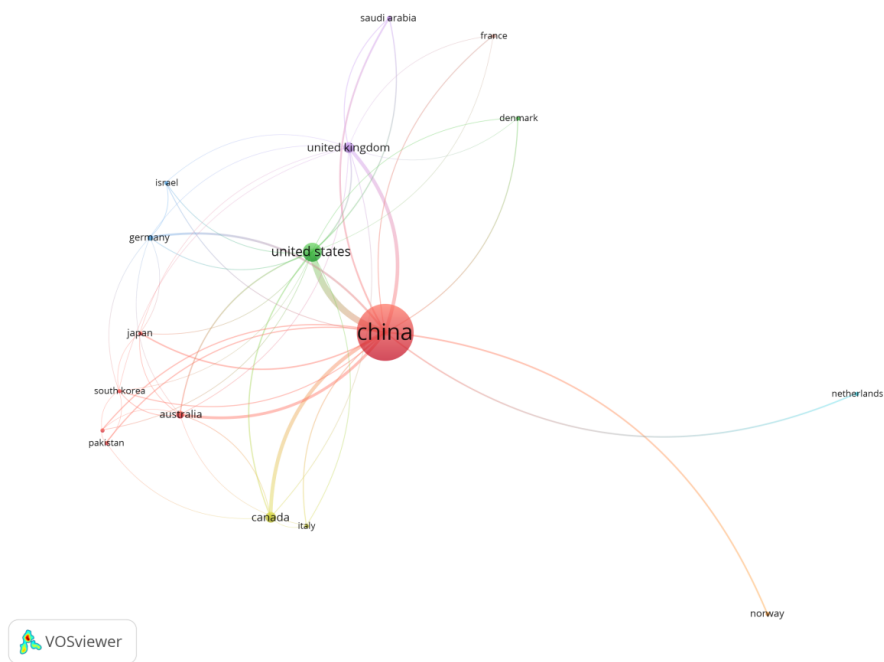 saudi arabia
france
denmark
united kingdom
israel
germany
united states
china
japan
south korea
netherlands
australia
pakistan
canada
italy
norway
VOSviewer